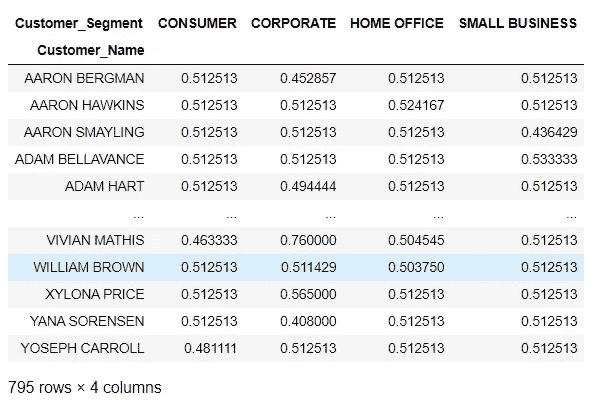 Customer_Segment CONSUMER CORPORATE HOME OFFICE SMALL BUSINESS
Customer_Name
AARON BERGMAN 0.512513 0.452857 0.512513 0.512513
AARON HAWKINS 0.512513 0.512513 0.524167 0.512513
AARON SMAYLING 0.512513 0.512513 0.512513 0.436429
ADAM BELLAVANCE 0.512513 0.512513 0.512513 0.533333
ADAM HART 0.512513 0.494444 0.512513 0.512513
... ... ... ... ...
VIVIAN MATHIS 0.463333 0.760000 0.504545 0.512513
WILLIAM BROWN 0.512513 0.511429 0.503750 0.512513
XYLONA PRICE 0.512513 0.565000 0.512513 0.512513
YANA SORENSEN 0.512513 0.408000 0.512513 0.512513
YOSEPH CARROLL 0.481111 0.512513 0.512513 0.512513
795 rows × 4 columns